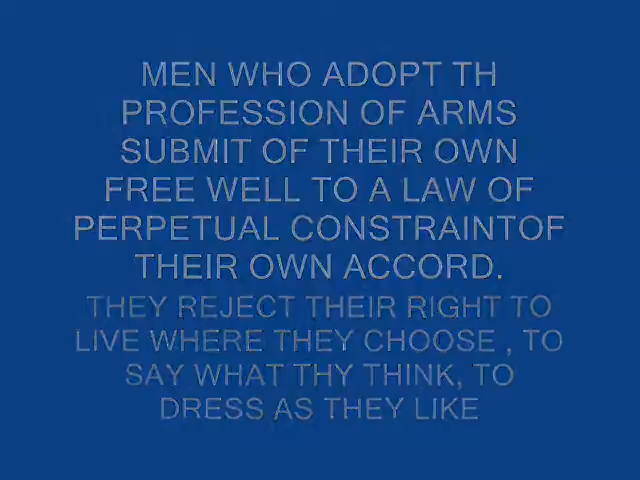 MEN WHO ADOPT TH
PROFESSION OF ARMS
SUBMIT OF THEIR OWN
FREE WELL TO A LAW OF
PERPETUAL CONSTRAINTOF
THEIR OWN ACCORD.
THEY REJECT THEIR RIGHT TO
LIVE WHERE THEY CHOOSE , TO
SAY WHAT THY THINK, TO
DRESS AS THEY LIKE